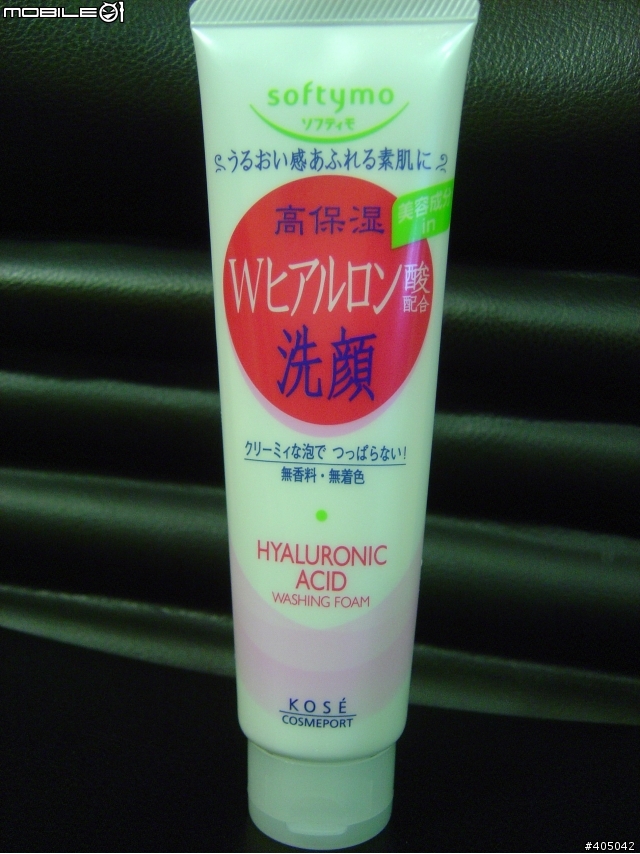 MOBILE01
softymo
ソフティモ
うるおい感あふれる素肌に
美容成分
in
高保湿
Wヒアルロン酸
配合
洗顔
クリーミィな泡で つっぱらない!
無香料・無着色
HYALURONIC
ACID
WASHING FOAM
KOSÉ
COSMEPORT
#405042